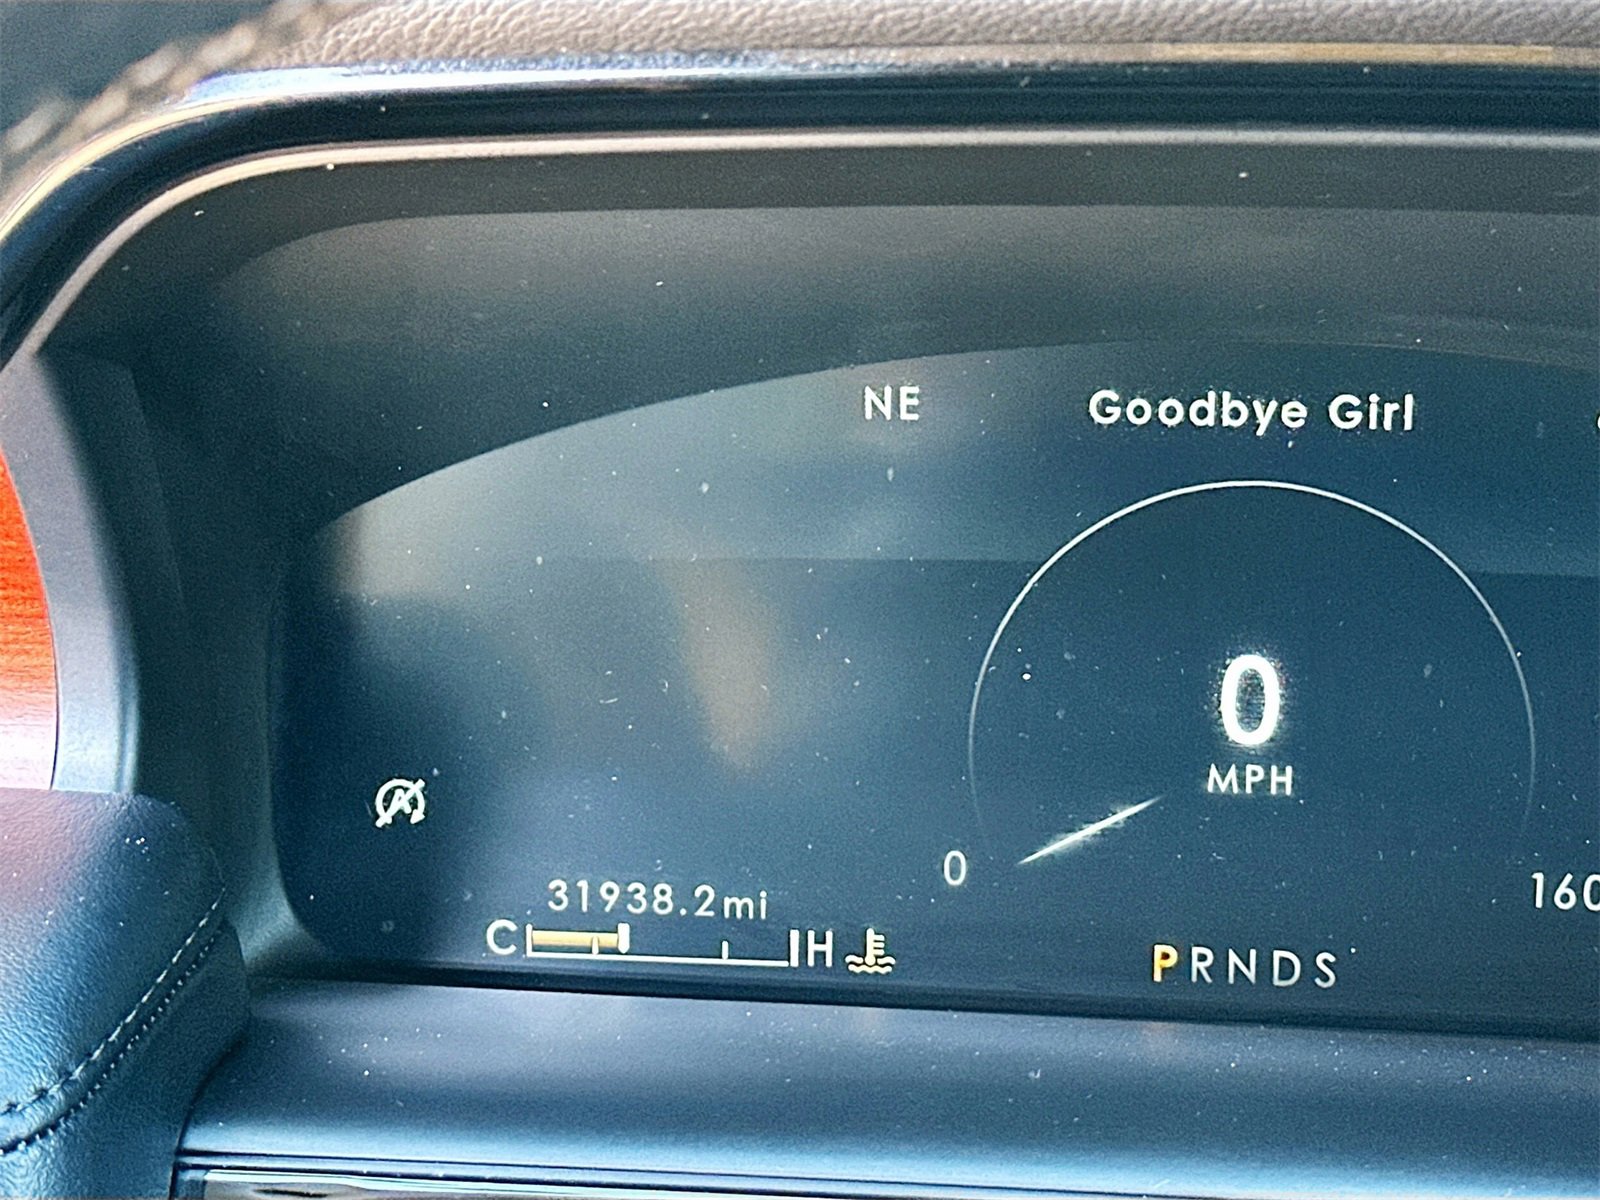 NE Goodbye Girl
0
MPH
0 160
31938.2mi
C H
PRNDS